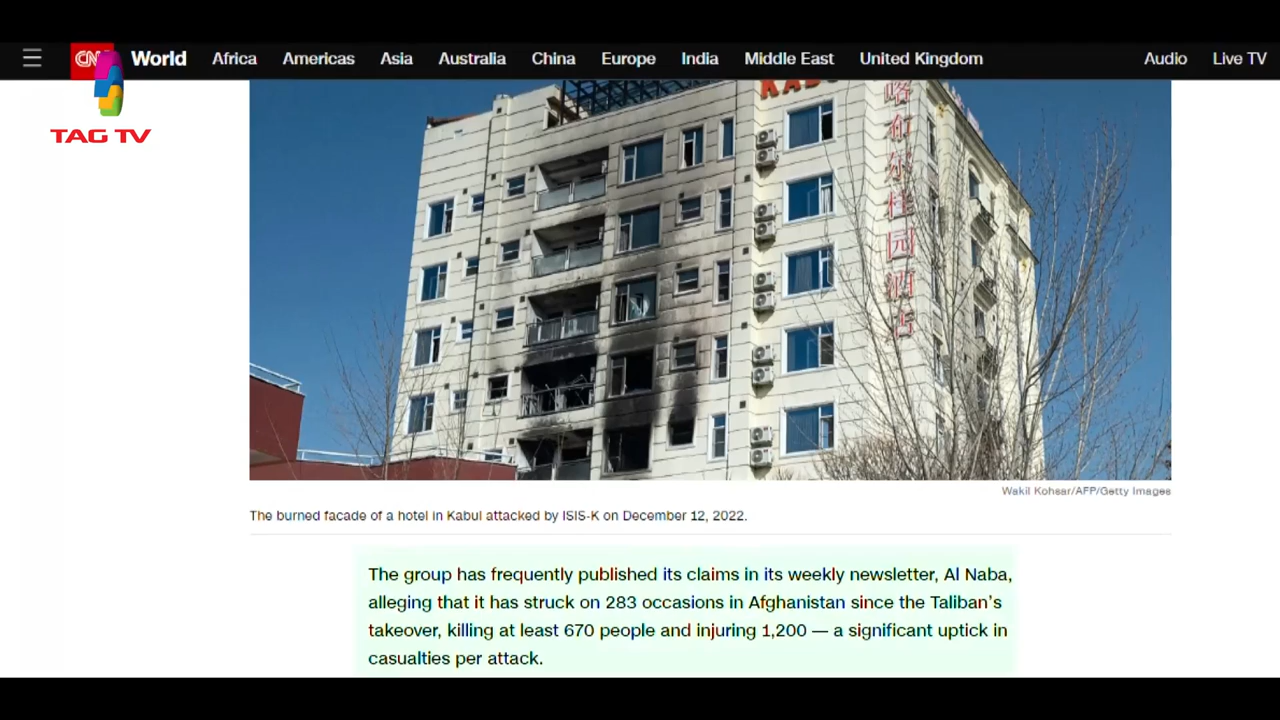 CNN World Africa Americas Asia Australia China Europe India Middle East United Kingdom Audio Live TV
TAG TV
喀布尔桂园酒店
Wakil Kohsar/AFP/Getty Images
The burned facade of a hotel in Kabul attacked by ISIS-K on December 12, 2022.
The group has frequently published its claims in its weekly newsletter, Al Naba,
alleging that it has struck on 283 occasions in Afghanistan since the Taliban's
takeover, killing at least 670 people and injuring 1,200 — a significant uptick in
casualties per attack.